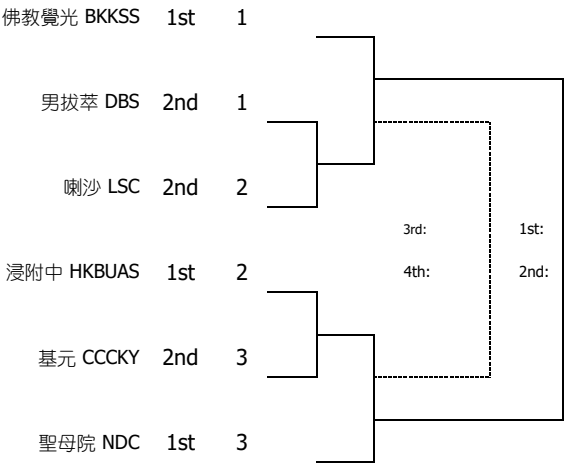 佛教覺光 BKKSS 1st 1
男拔萃 DBS 2nd 1
喇沙 LSC 2nd 2
3rd: 1st:
浸附中 HKBUAS 1st 2
4th: 2nd:
基元 CCCKY 2nd 3
聖母院 NDC 1st 3